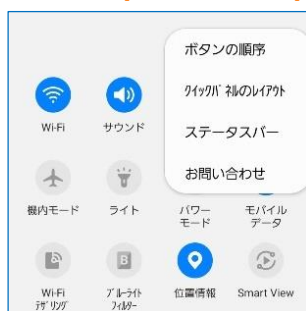 ボタンの順序
ｸｲｯｸﾊﾟﾈﾙのﾚｲｱｳﾄ
ステータスバー
お問い合わせ
Wi-Fi
サウンド
機内モード
ライト
パワー
モード
モバイル
データ
B
Wi-Fi
ﾃｻﾞﾘﾝｸﾞ
ﾌﾞﾙｰﾗｲﾄ
ﾌｨﾙﾀｰ
位置情報
Smart View